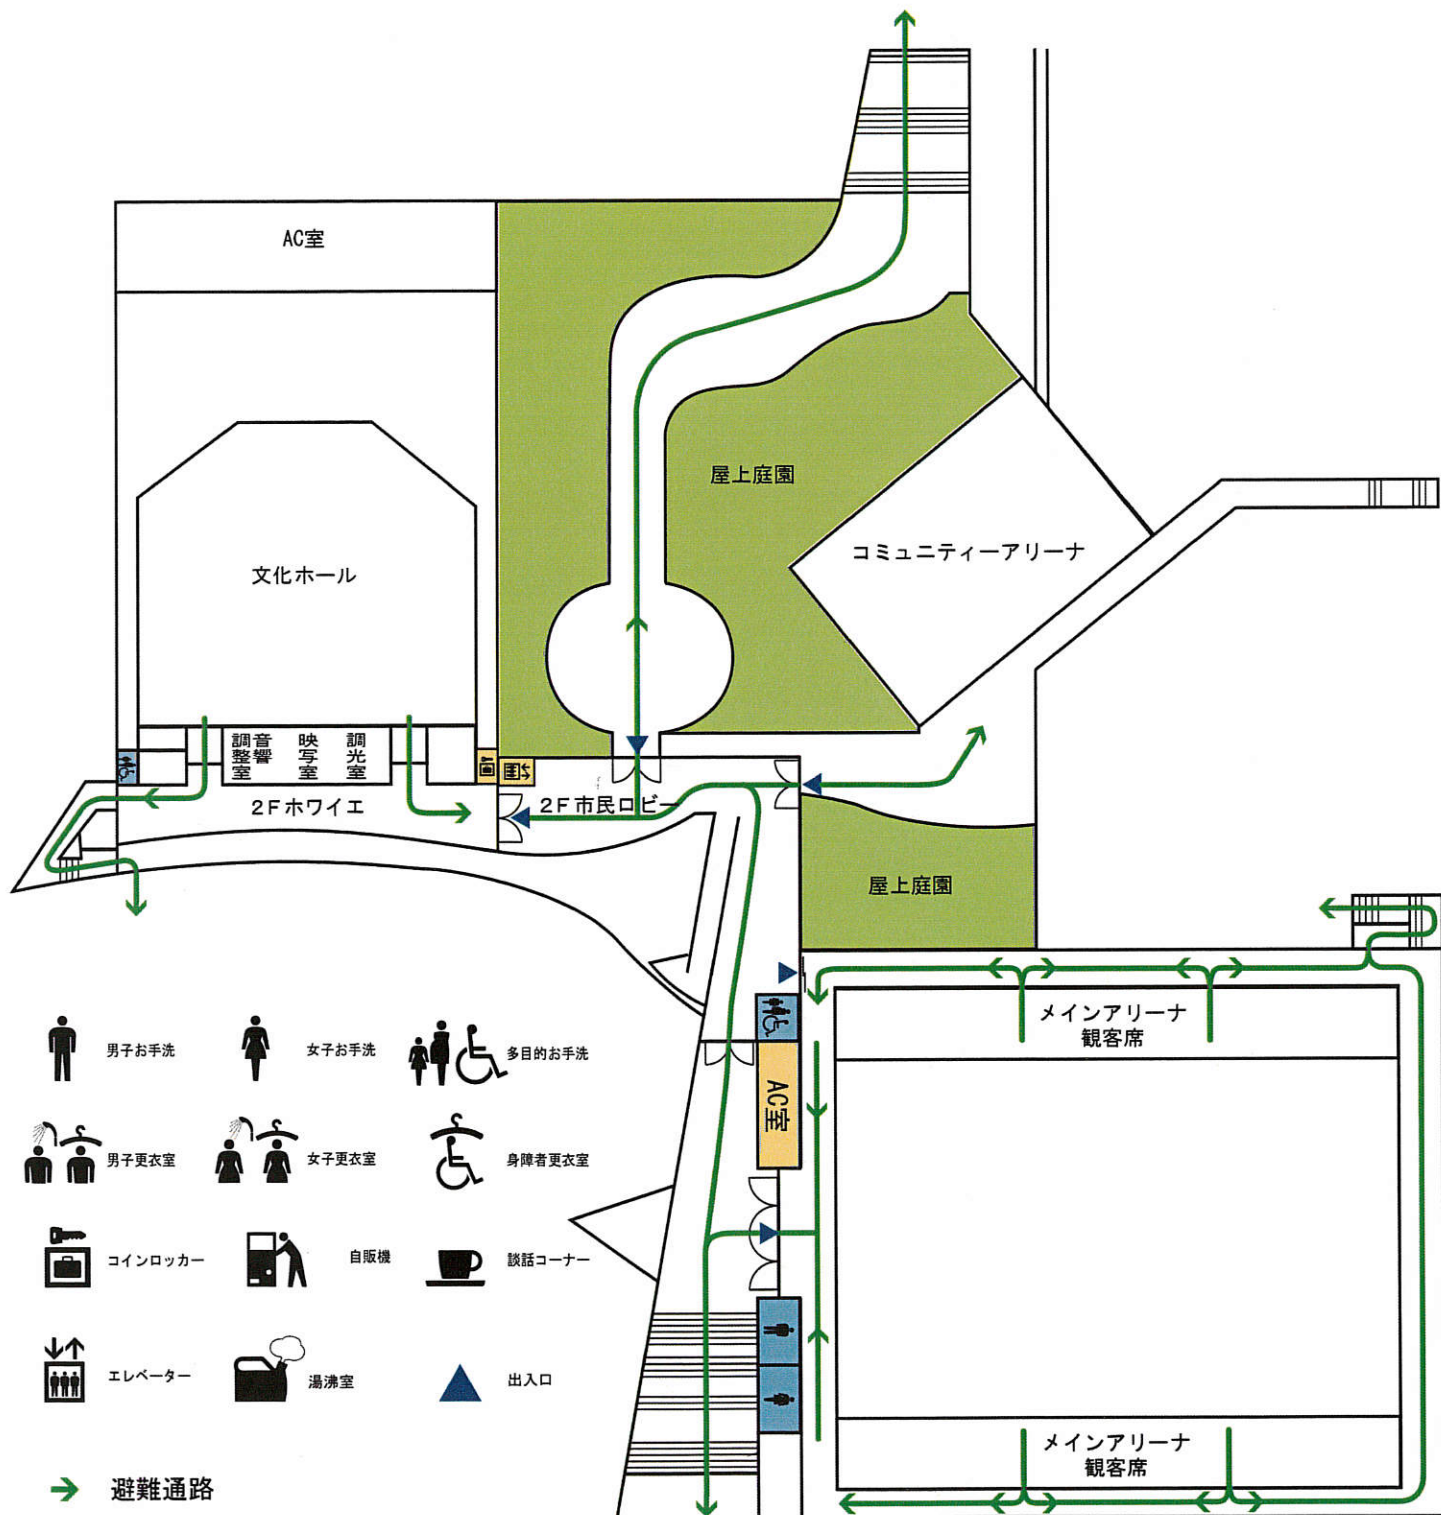 AC室
屋上庭園
コミュニティーアリーナ
文化ホール
音響
調整室
映写室
調光室
2Fホワイエ
2F市民ロビー
屋上庭園
メインアリーナ
観客席
AC室
男子お手洗
女子お手洗
多目的お手洗
男子更衣室
女子更衣室
身障者更衣室
コインロッカー
自販機
談話コーナー
エレベーター
湯沸室
出入口
メインアリーナ
観客席
避難通路